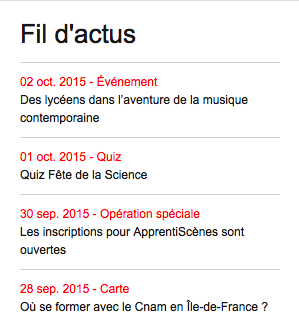 Fil d'actus
02 oct. 2015 - Événement
Des lycéens dans l'aventure de la musique
contemporaine
01 oct. 2015 - Quiz
Quiz Fête de la Science
30 sep. 2015 - Opération spéciale
Les inscriptions pour ApprentiScènes sont
ouvertes
28 sep. 2015 - Carte
Où se former avec le Cnam en Île-de-France ?